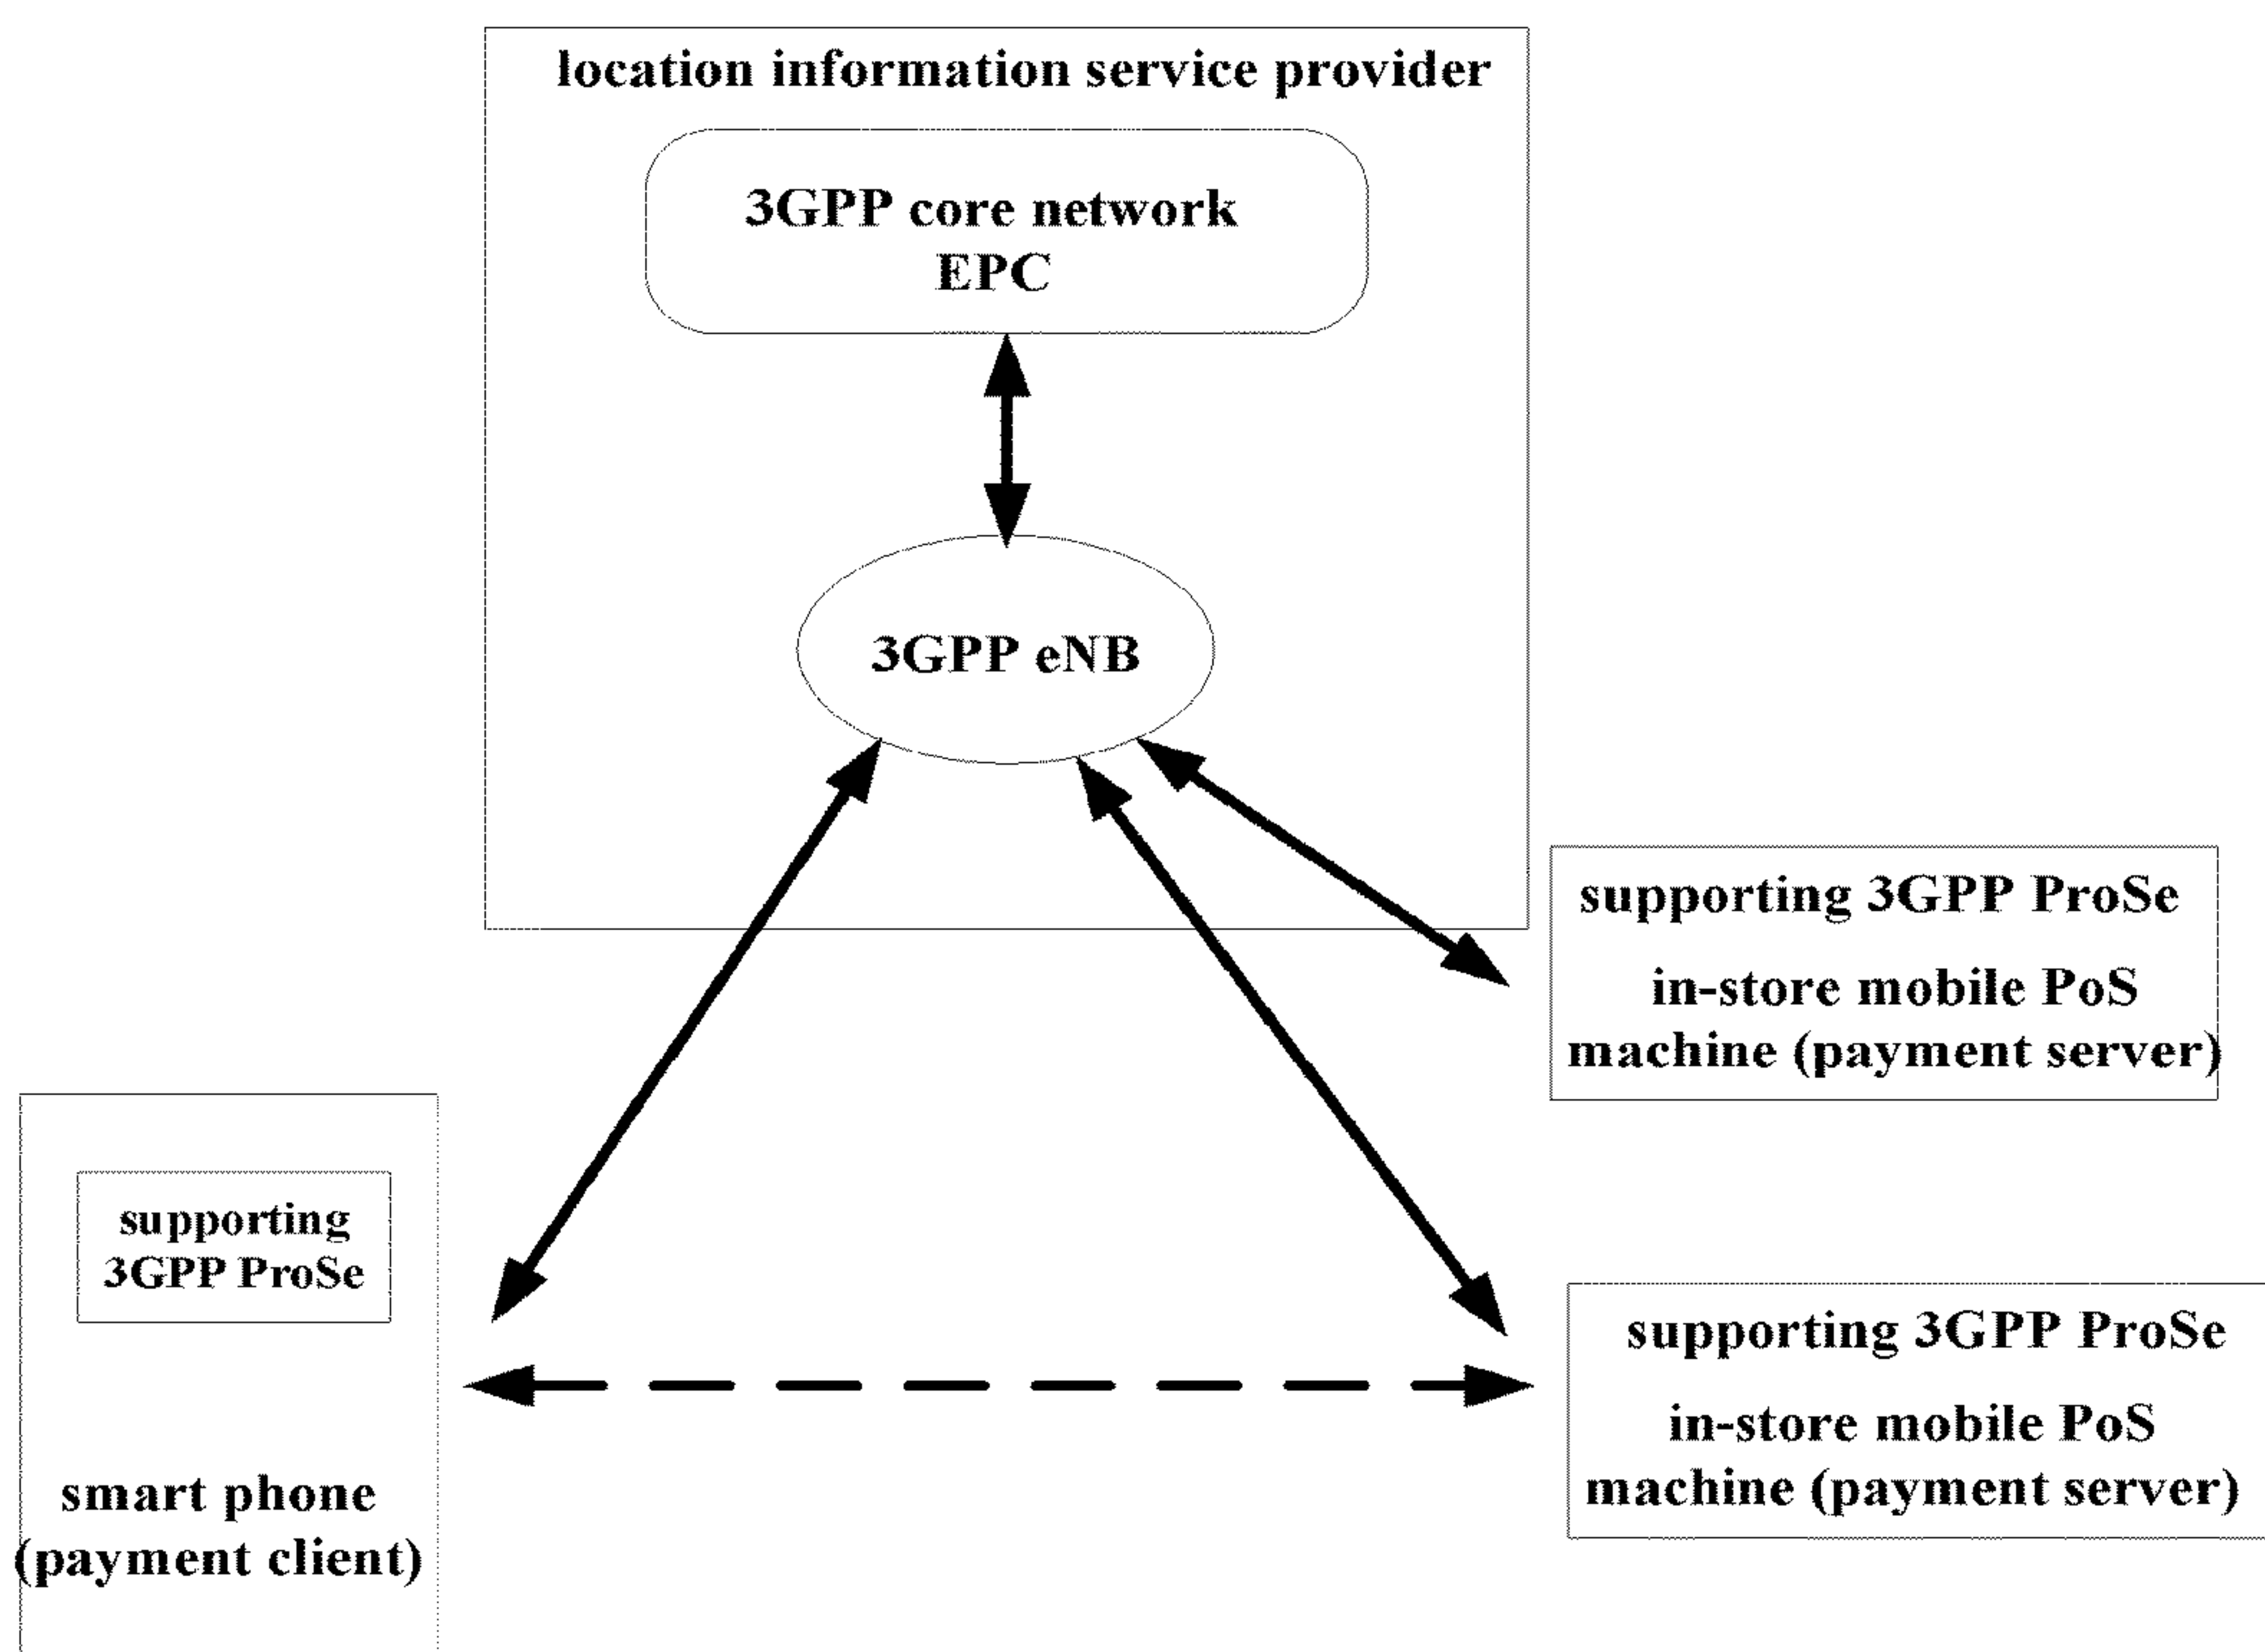 location information service provider
3GPP core network
EPC
3GPP eNB
supporting 3GPP ProSe
in-store mobile PoS
machine (payment server)
supporting
3GPP ProSe
smart phone
(payment client)
supporting 3GPP ProSe
in-store mobile PoS
machine (payment server)